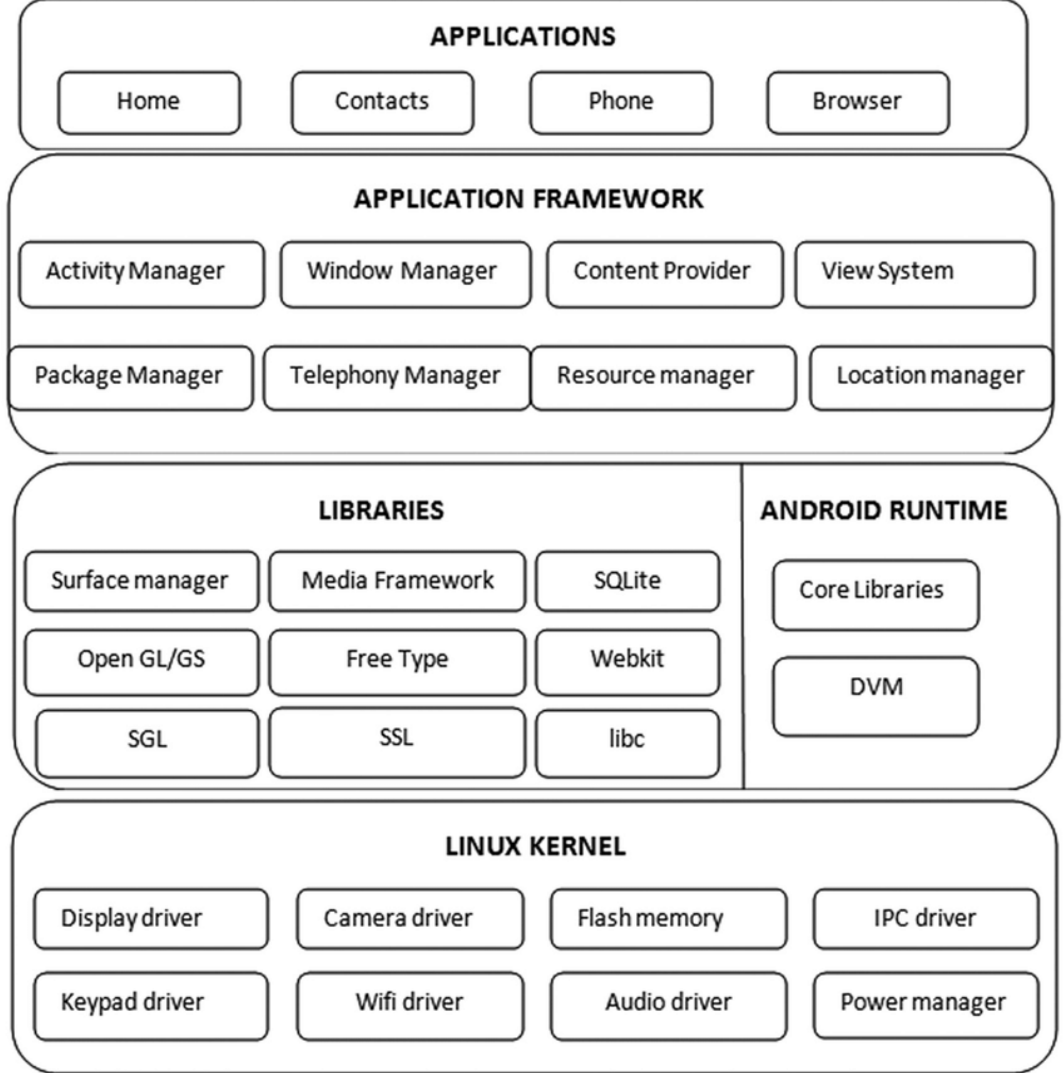 APPLICATIONS
Home Contacts Phone Browser
APPLICATION FRAMEWORK
Activity Manager Window Manager Content Provider View System
Package Manager Telephony Manager Resource manager Location manager
LIBRARIES ANDROID RUNTIME
Surface manager Media Framework SQLite
Core Libraries
Open GL/GS Free Type Webkit
DVM
SGL SSL libc
LINUX KERNEL
Display driver Camera driver Flash memory IPC driver
Keypad driver Wifi driver Audio driver Power manager